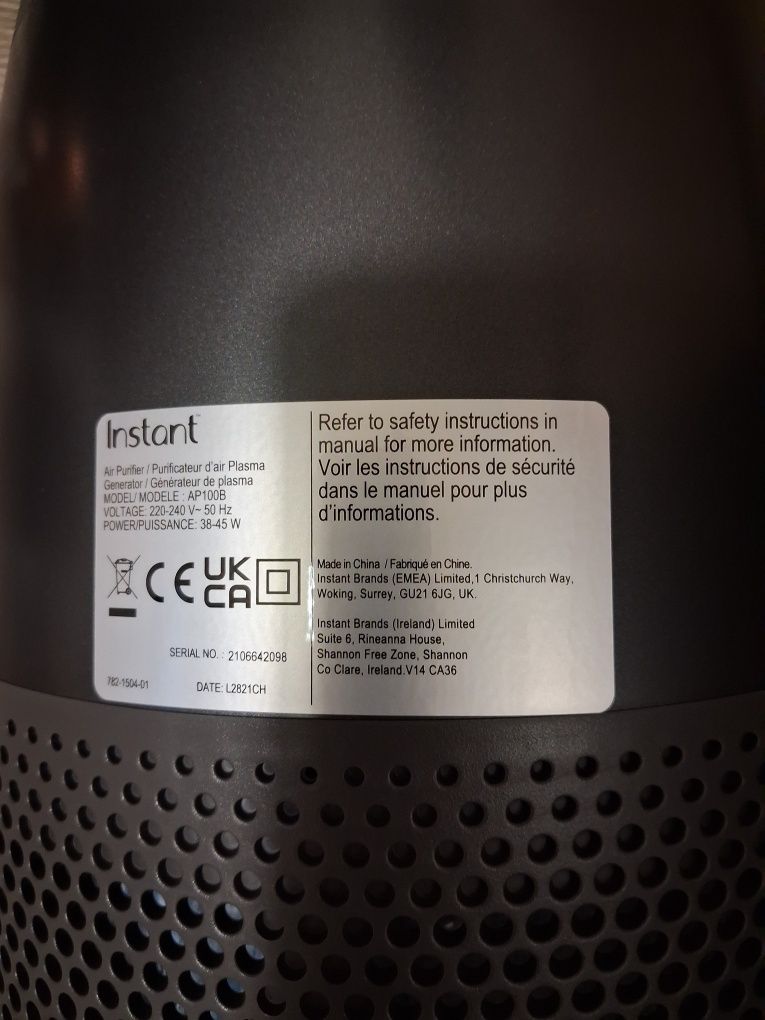 Instant™
Air Purifier / Purificateur d'air Plasma
Generator / Générateur de plasma
MODEL/ MODELE : AP100B
VOLTAGE: 220-240 V~ 50 Hz
POWER/PUISSANCE: 38-45 W
CE UK
CA
SERIAL NO. : 2106642098
782-1504-01
DATE: L2821CH
Refer to safety instructions in
manual for more information.
Voir les instructions de sécurité
dans le manuel pour plus
d'informations.
Made in China / Fabriqué en Chine.
Instant Brands (EMEA) Limited,1 Christchurch Way,
Woking, Surrey, GU21 6JG, UK.
Instant Brands (Ireland) Limited
Suite 6, Rineanna House,
Shannon Free Zone, Shannon
Co Clare, Ireland.V14 CA36